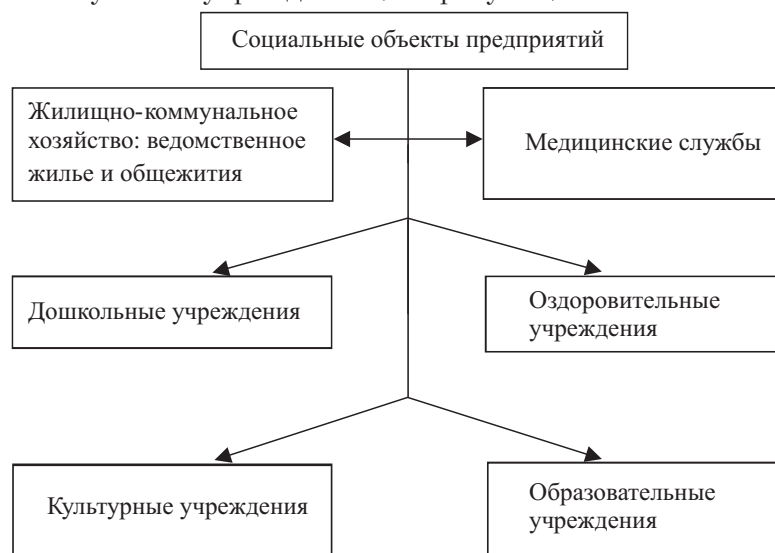 Социальные объекты предприятий
Жилищно-коммунальное
хозяйство: ведомственное
жилье и общежития
Медицинские службы
Дошкольные учреждения
Оздоровительные
учреждения
Культурные учреждения
Образовательные
учреждения